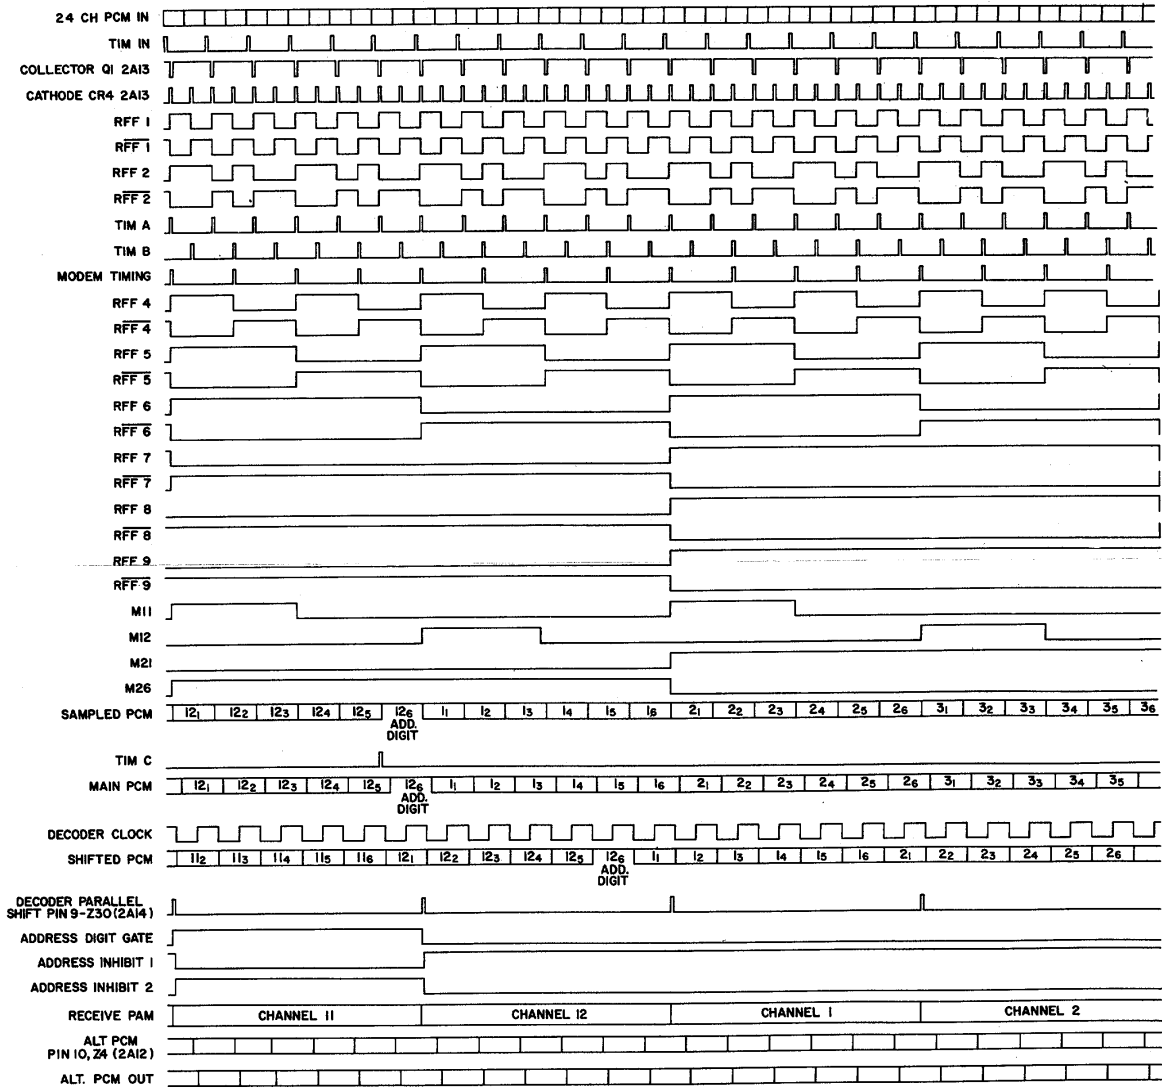 24 CH PCM IN
TIM IN
COLLECTOR Q1 2A13
CATHODE CR4 2A13
RFF 1
R̅F̅F̅ 1̅
RFF 2
R̅F̅F̅ 2̅
TIM A
TIM B
MODEM TIMING
RFF 4
R̅F̅F̅ 4̅
RFF 5
R̅F̅F̅ 5̅
RFF 6
R̅F̅F̅ 6̅
RFF 7
R̅F̅F̅ 7̅
RFF 8
R̅F̅F̅ 8̅
RFF 9
R̅F̅F̅ 9̅
M11
M12
M21
M26
SAMPLED PCM 12₁ 12₂ 12₃ 12₄ 12₅ 12₆ 1₁ 1₂ 1₃ 1₄ 1₅ 1₆ 2₁ 2₂ 2₃ 2₄ 2₅ 2₆ 3₁ 3₂ 3₃ 3₄ 3₅ 3₆
ADD.
DIGIT
TIM C
MAIN PCM 12₁ 12₂ 12₃ 12₄ 12₅ 12₆ 1₁ 1₂ 1₃ 1₄ 1₅ 1₆ 2₁ 2₂ 2₃ 2₄ 2₅ 2₆ 3₁ 3₂ 3₃ 3₄ 3₅
ADD.
DIGIT
DECODER CLOCK
SHIFTED PCM 11₂ 11₃ 11₄ 11₅ 11₆ 12₁ 12₂ 12₃ 12₄ 12₅ 12₆ 1₁ 1₂ 1₃ 1₄ 1₅ 1₆ 2₁ 2₂ 2₃ 2₄ 2₅ 2₆
ADD.
DIGIT
DECODER PARALLEL
SHIFT PIN 9-Z30 (2A14)
ADDRESS DIGIT GATE
ADDRESS INHIBIT 1
ADDRESS INHIBIT 2
RECEIVE PAM CHANNEL 11 CHANNEL 12 CHANNEL 1 CHANNEL 2
ALT PCM
PIN 10, Z4 (2A12)
ALT. PCM OUT